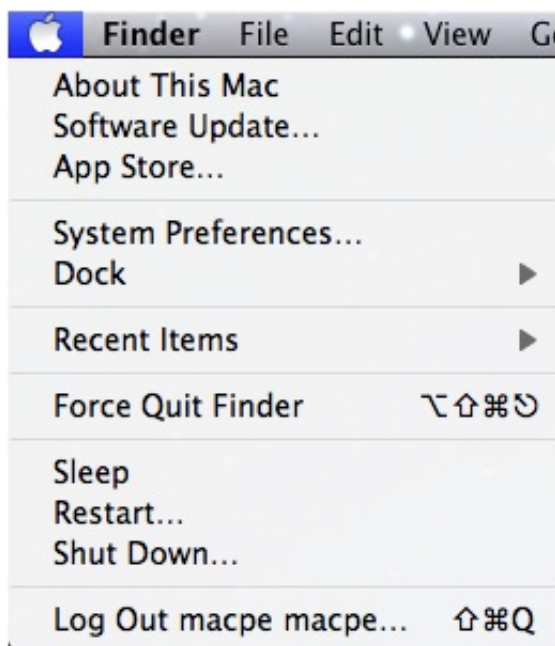 Finder File Edit View
About This Mac
Software Update...
App Store...
System Preferences...
Dock ▶
Recent Items ▶
Force Quit Finder ⌥⇧⌘⎋
Sleep
Restart...
Shut Down...
Log Out macpe macpe... ⇧⌘Q